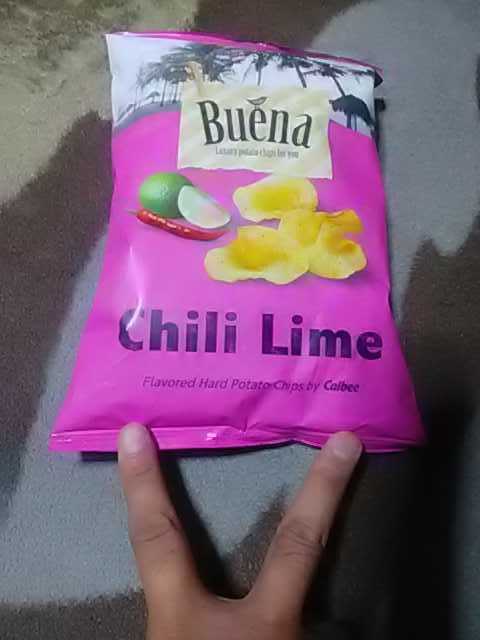 Buena
Luxury potato chips for you
Chili Lime
Flavored Hard Potato Chips by Calbee